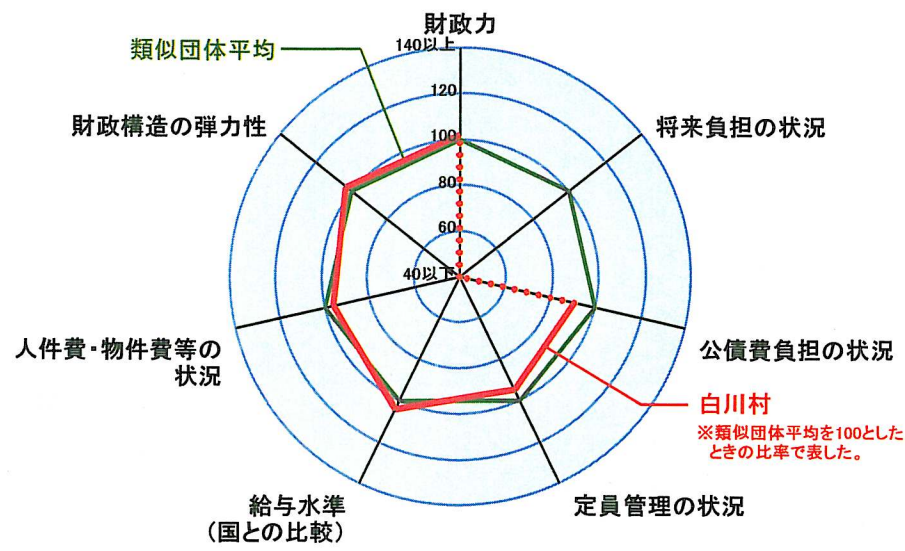 財政力
類似団体平均
140以上
120
100
80
60
40以下
財政構造の弾力性
将来負担の状況
人件費・物件費等の
状況
公債費負担の状況
白川村
※類似団体平均を100とした
ときの比率で表した。
給与水準
(国との比較)
定員管理の状況